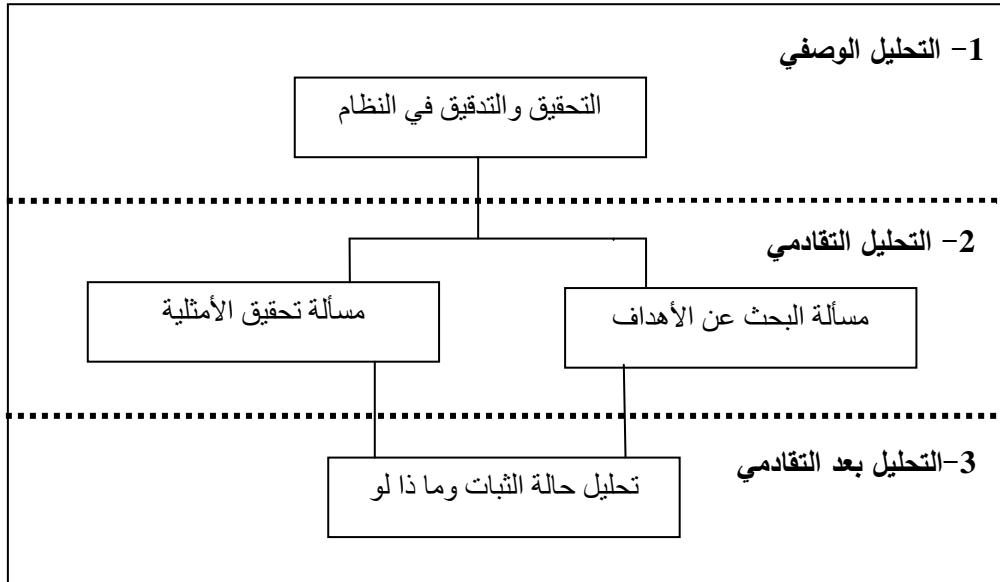 1- التحليل الوصفي
التحقيق والتدقيق في النظام
2- التحليل التقادمي
مسألة البحث عن الأهداف
مسألة تحقيق الأمثلية
3-التحليل بعد التقادمي
تحليل حالة الثبات وما ذا لو